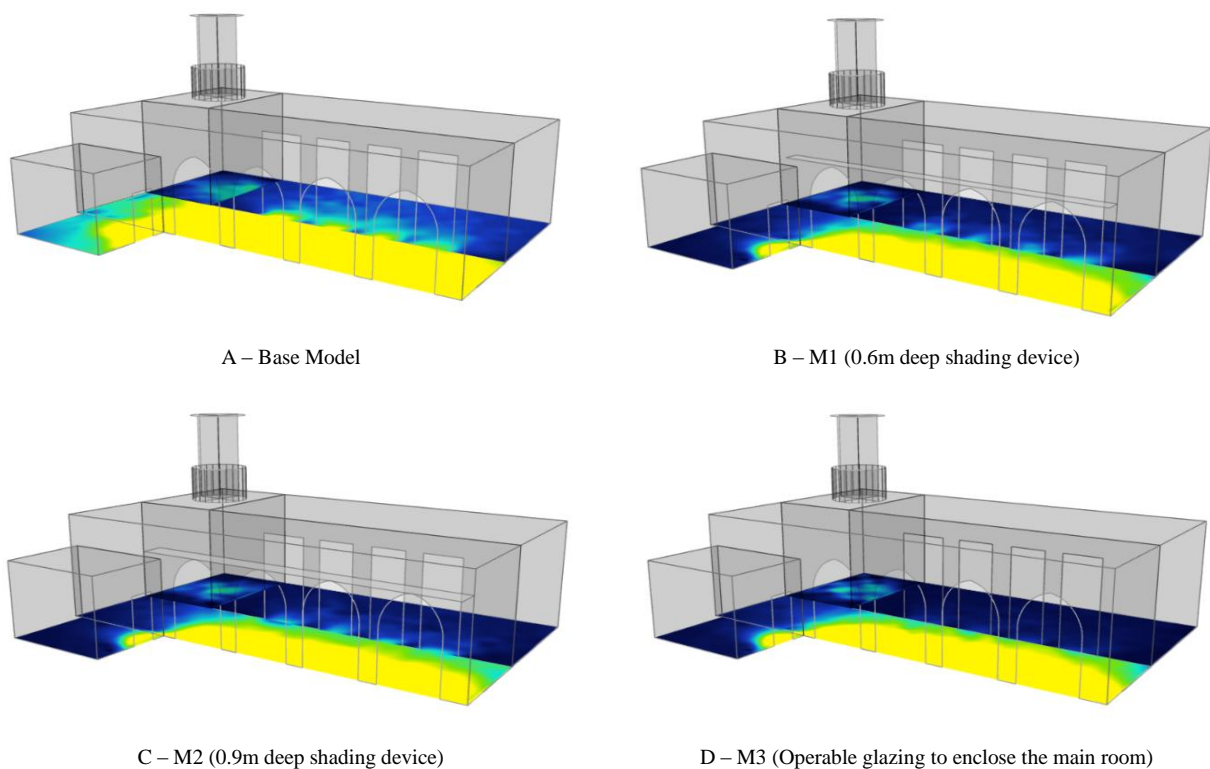 A – Base Model
B – M1 (0.6m deep shading device)
C – M2 (0.9m deep shading device)
D – M3 (Operable glazing to enclose the main room)